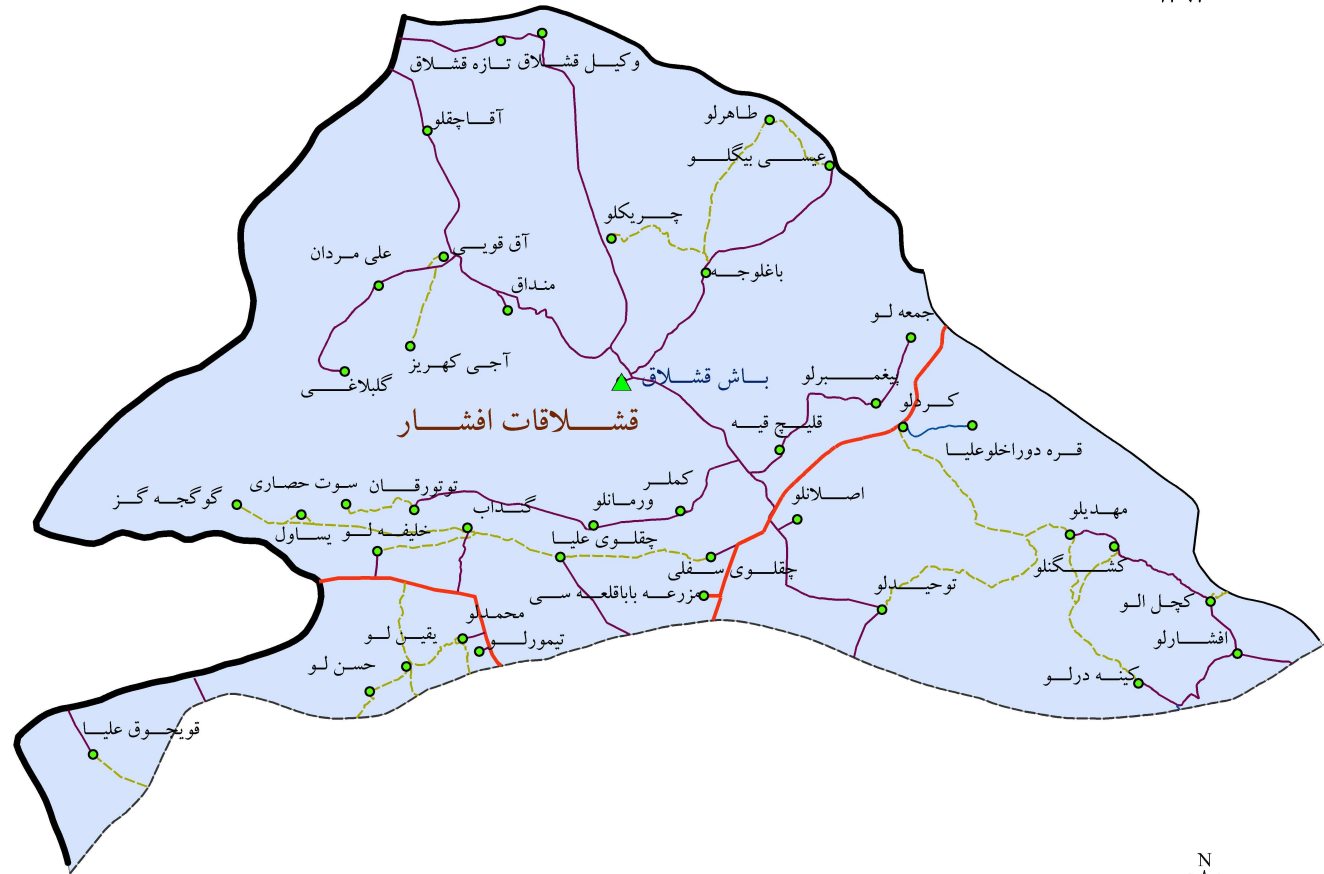 وکیل قشلاق
تازه قشلاق
طاهرلو
آقاچقلو
عیسی بیگلو
چریکلو
آق قویی
علی مردان
باغلوجه
منداق
جمعه لو
آجی کهریز
گلبلاغی
باش قشلاق
پیغمبرلو
کردلو
قشلاقات افشار
قلیچ قیه
قره دوراخلوعلیا
کملر
توتورقان
سوت حصاری
گوگجه گز
ورمانلو
اصلانلو
گنداب
مهدیلو
خلیفه لو
یساول
چقلوی علیا
چقلوی سفلی
کشگنلو
توحیدلو
مزرعه باباقلعه سی
کچل الو
محمدلو
یقین لو
تیمورلو
افشارلو
حسن لو
کینه درلو
قویجوق علیا
N